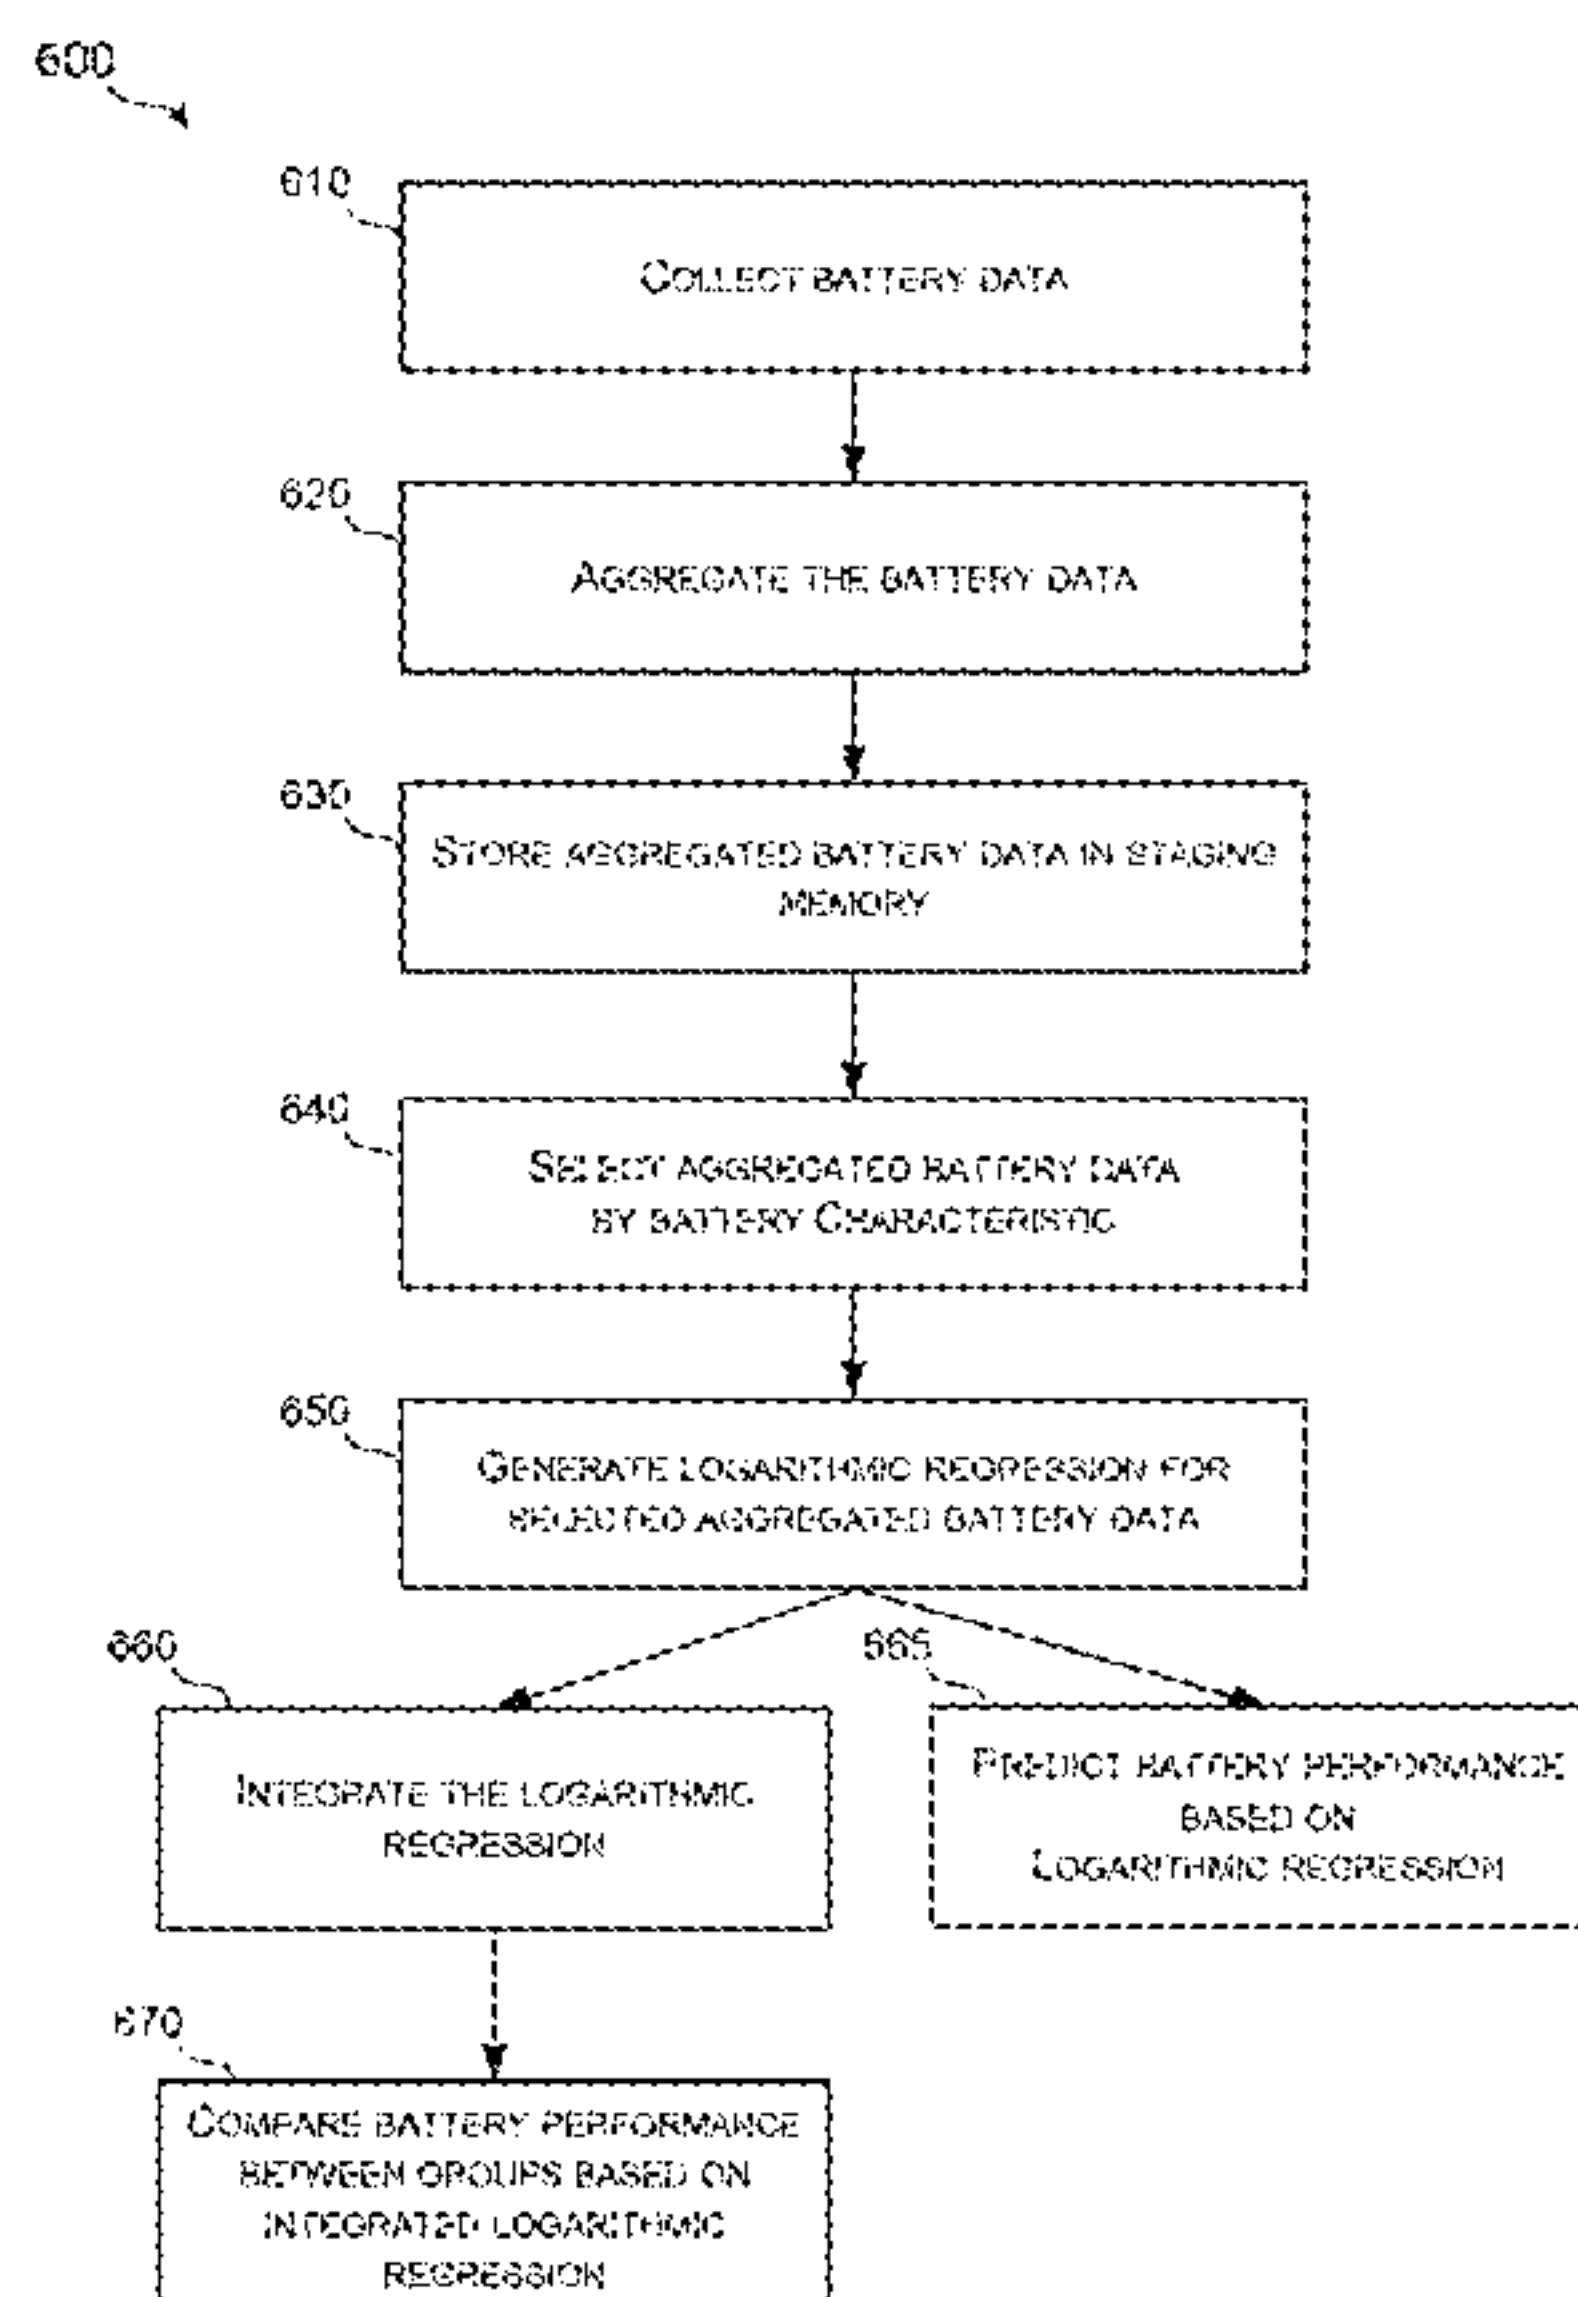 600
610
COLLECT BATTERY DATA
620
AGGREGATE THE BATTERY DATA
630
STORE AGGREGATED BATTERY DATA IN STAGING
MEMORY
640
SELECT AGGREGATED BATTERY DATA
BY BATTERY CHARACTERISTIC
650
GENERATE LOGARITHMIC REGRESSION FOR
SELECTED AGGREGATED BATTERY DATA
660
INTEGRATE THE LOGARITHMIC
REGRESSION
665
PREDICT BATTERY PERFORMANCE
BASED ON
LOGARITHMIC REGRESSION
670
COMPARE BATTERY PERFORMANCE
BETWEEN GROUPS BASED ON
INTEGRATED LOGARITHMIC
REGRESSION